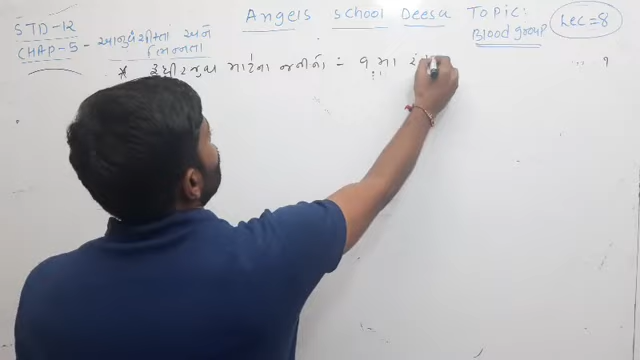 STD-12
Angels School Deesa
Topic:
Blood group
Lec=8
CHAP-5 - આનુવંશીકતા અને
ભિન્નતા
* રુધીરજુથ માટેના જનીનો :- ૧ મા